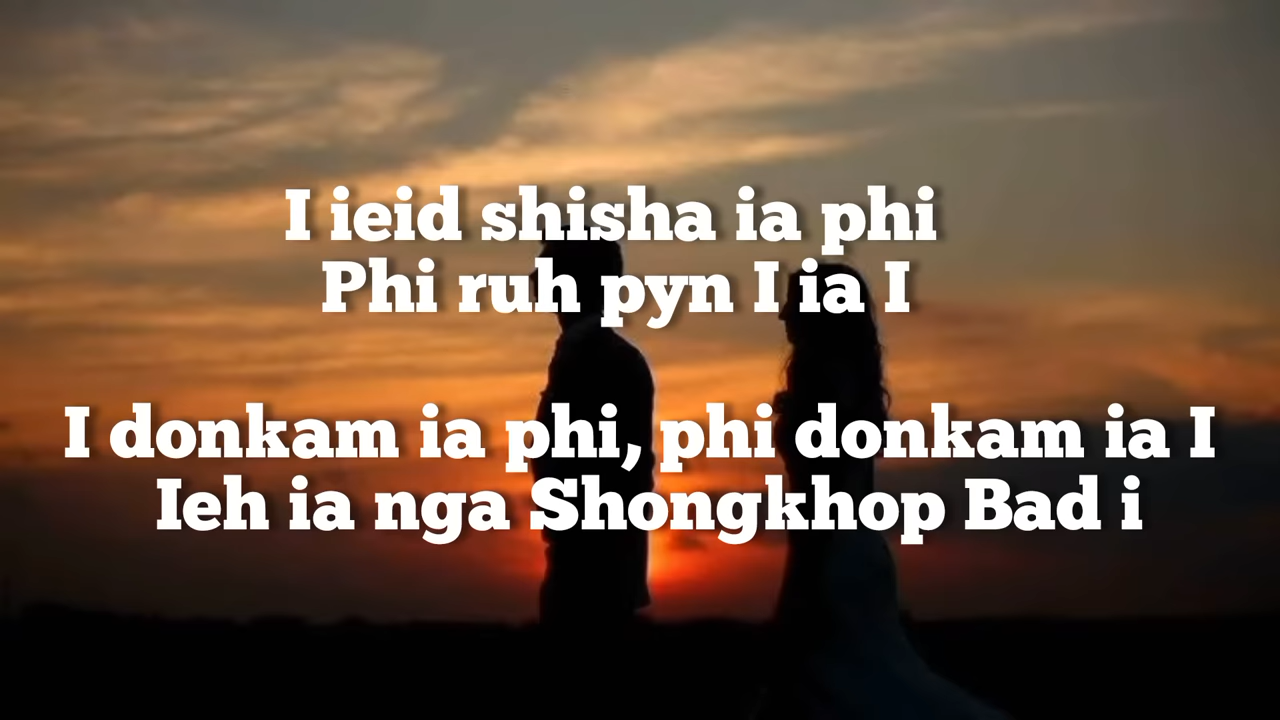 I ieid shisha ia phi
Phi ruh pyn I ia I
I donkam ia phi, phi donkam ia I
Ieh ia nga Shongkhop Bad i